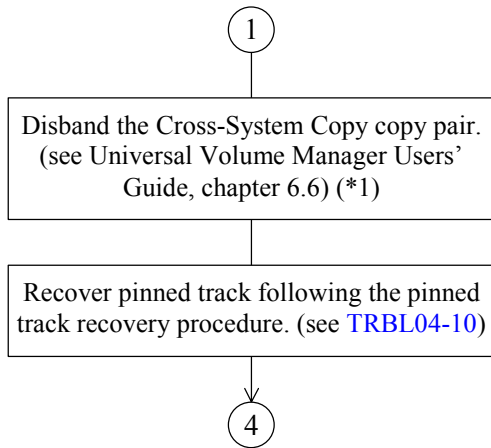 1
Disband the Cross-System Copy copy pair.
(see Universal Volume Manager Users’
Guide, chapter 6.6) (*1)
Recover pinned track following the pinned
track recovery procedure. (see TRBL04-10)
4